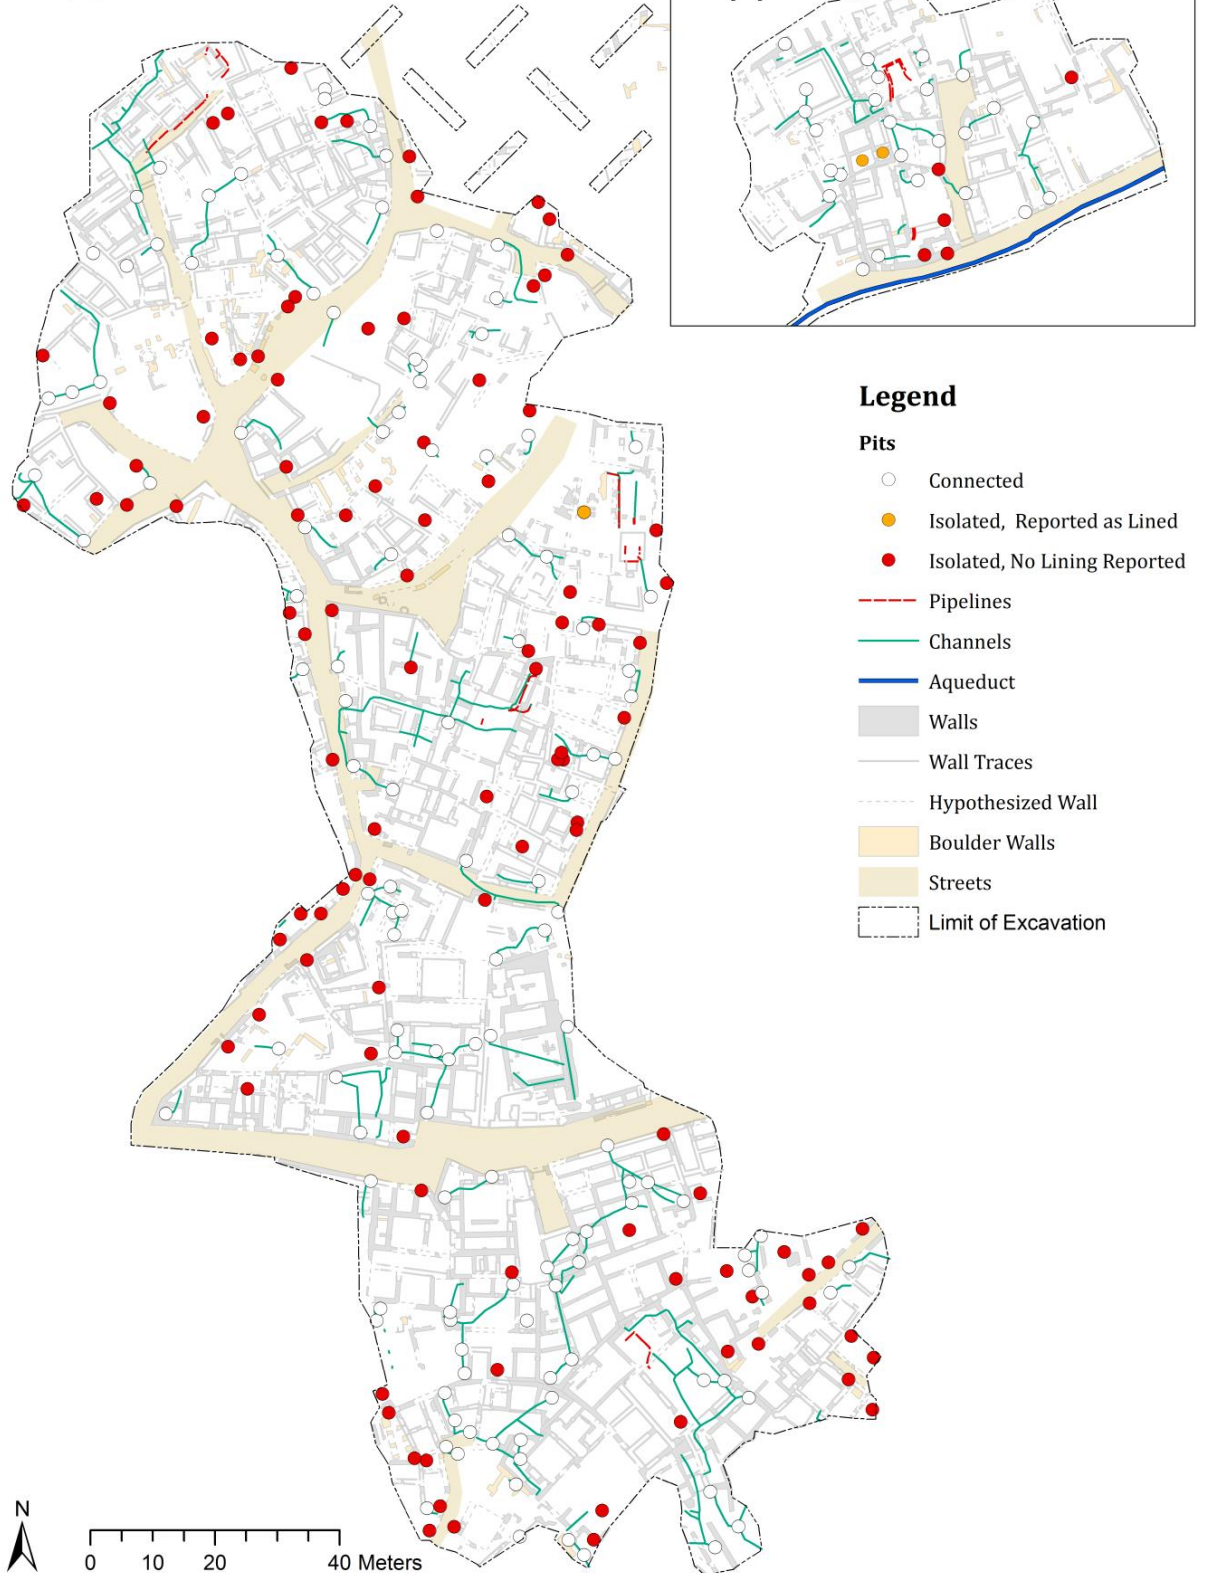 Legend
Pits
Connected
Isolated, Reported as Lined
Isolated, No Lining Reported
Pipelines
Channels
Aqueduct
Walls
Wall Traces
Hypothesized Wall
Boulder Walls
Streets
Limit of Excavation
N
0 10 20 40 Meters